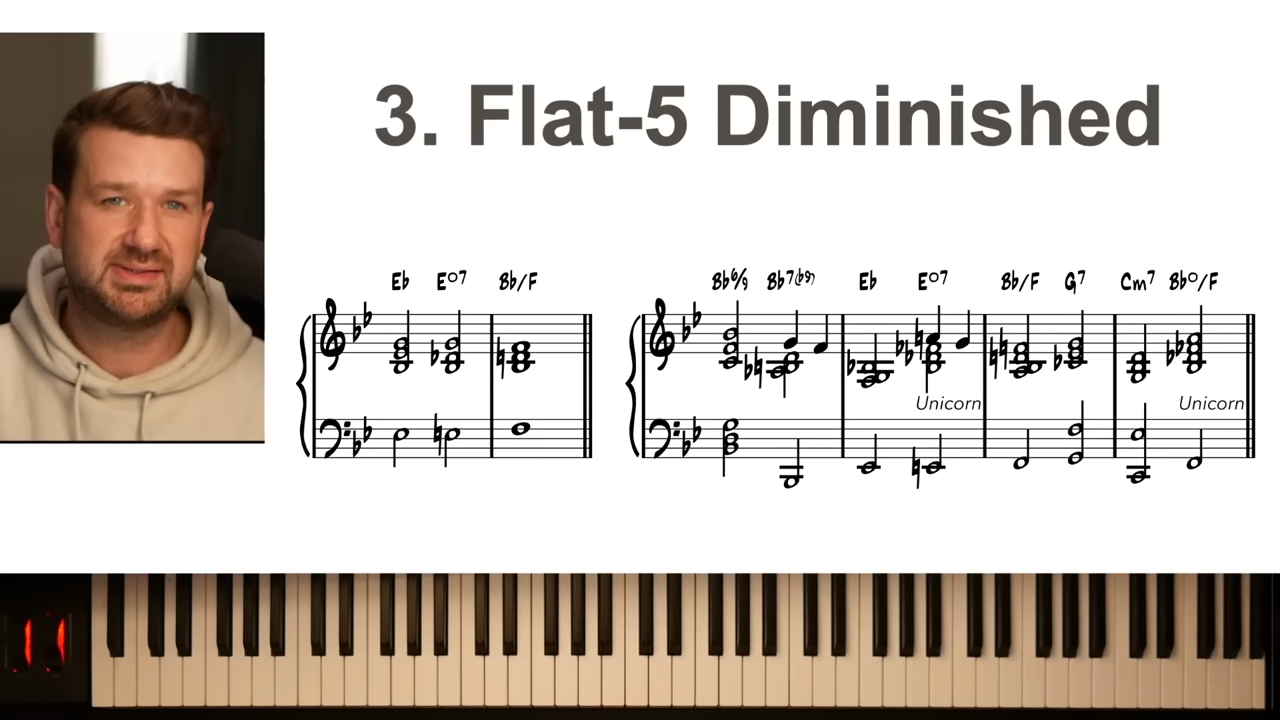 3. Flat-5 Diminished
Eb E°7 Bb/F Bb6/9 Bb7(b9) Eb E°7 Bb/F G7 Cm7 Bb°/F
Unicorn Unicorn